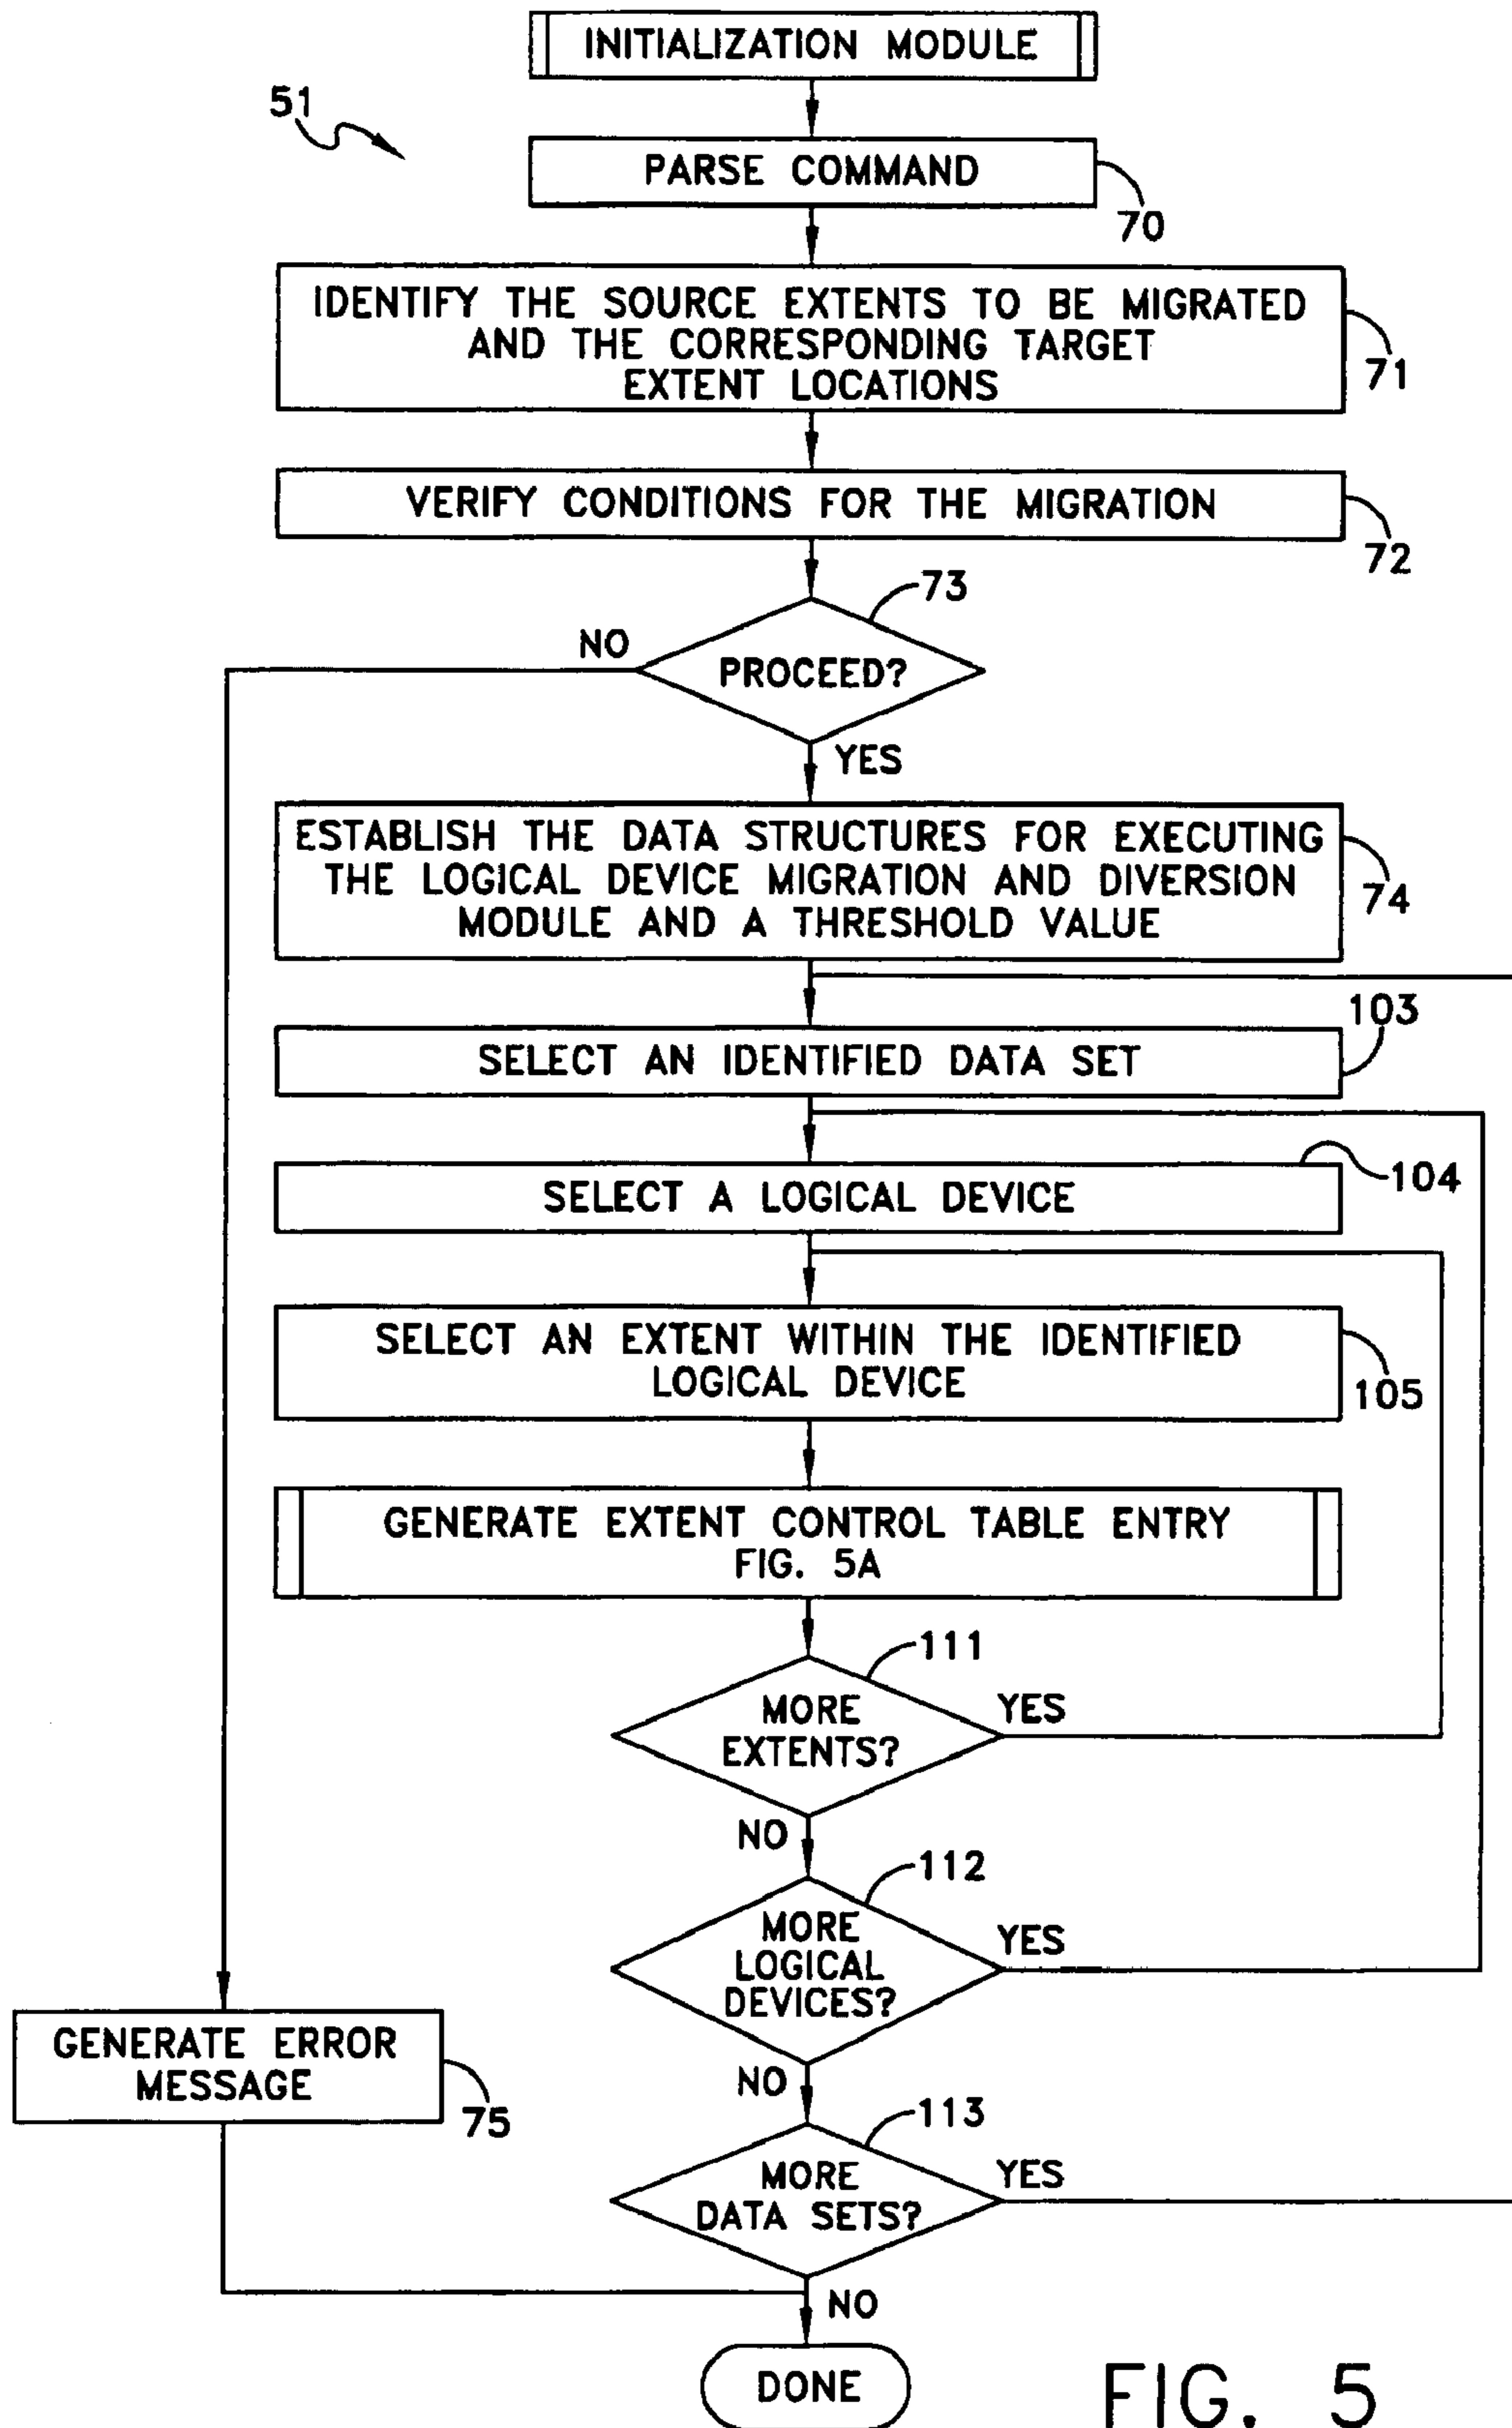 INITIALIZATION MODULE
51
PARSE COMMAND
70
IDENTIFY THE SOURCE EXTENTS TO BE MIGRATED
AND THE CORRESPONDING TARGET
EXTENT LOCATIONS
71
VERIFY CONDITIONS FOR THE MIGRATION
72
73
NO
PROCEED?
YES
ESTABLISH THE DATA STRUCTURES FOR EXECUTING
THE LOGICAL DEVICE MIGRATION AND DIVERSION
MODULE AND A THRESHOLD VALUE
74
103
SELECT AN IDENTIFIED DATA SET
104
SELECT A LOGICAL DEVICE
SELECT AN EXTENT WITHIN THE IDENTIFIED
LOGICAL DEVICE
105
GENERATE EXTENT CONTROL TABLE ENTRY
FIG. 5A
111
MORE
EXTENTS?
YES
NO
112
MORE
LOGICAL
DEVICES?
YES
NO
GENERATE ERROR
MESSAGE
75
113
MORE
DATA SETS?
YES
NO
DONE
FIG. 5